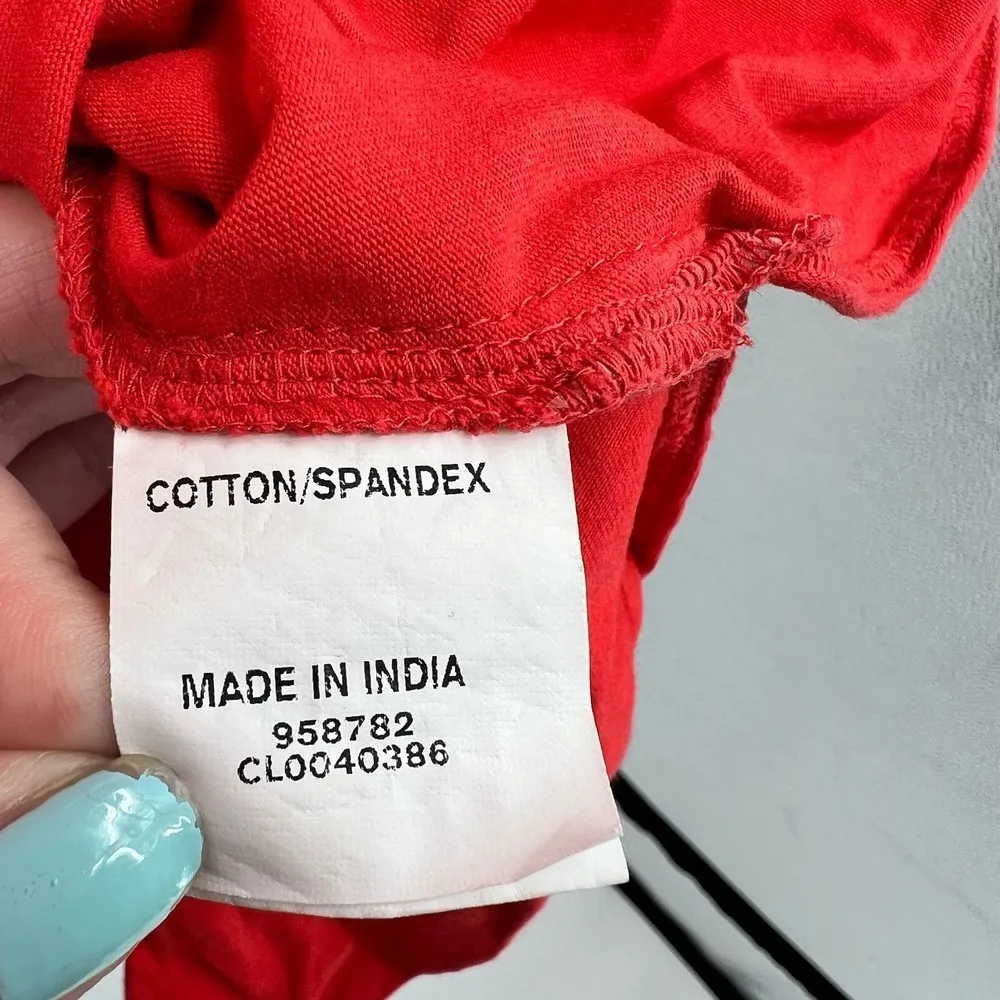 COTTON/SPANDEX
MADE IN INDIA
958782
CL0040386